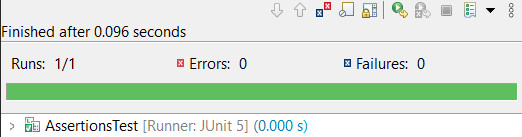 Finished after 0.096 seconds
Runs: 1/1 Errors: 0 Failures: 0
AssertionsTest [Runner: JUnit 5] (0.000 s)